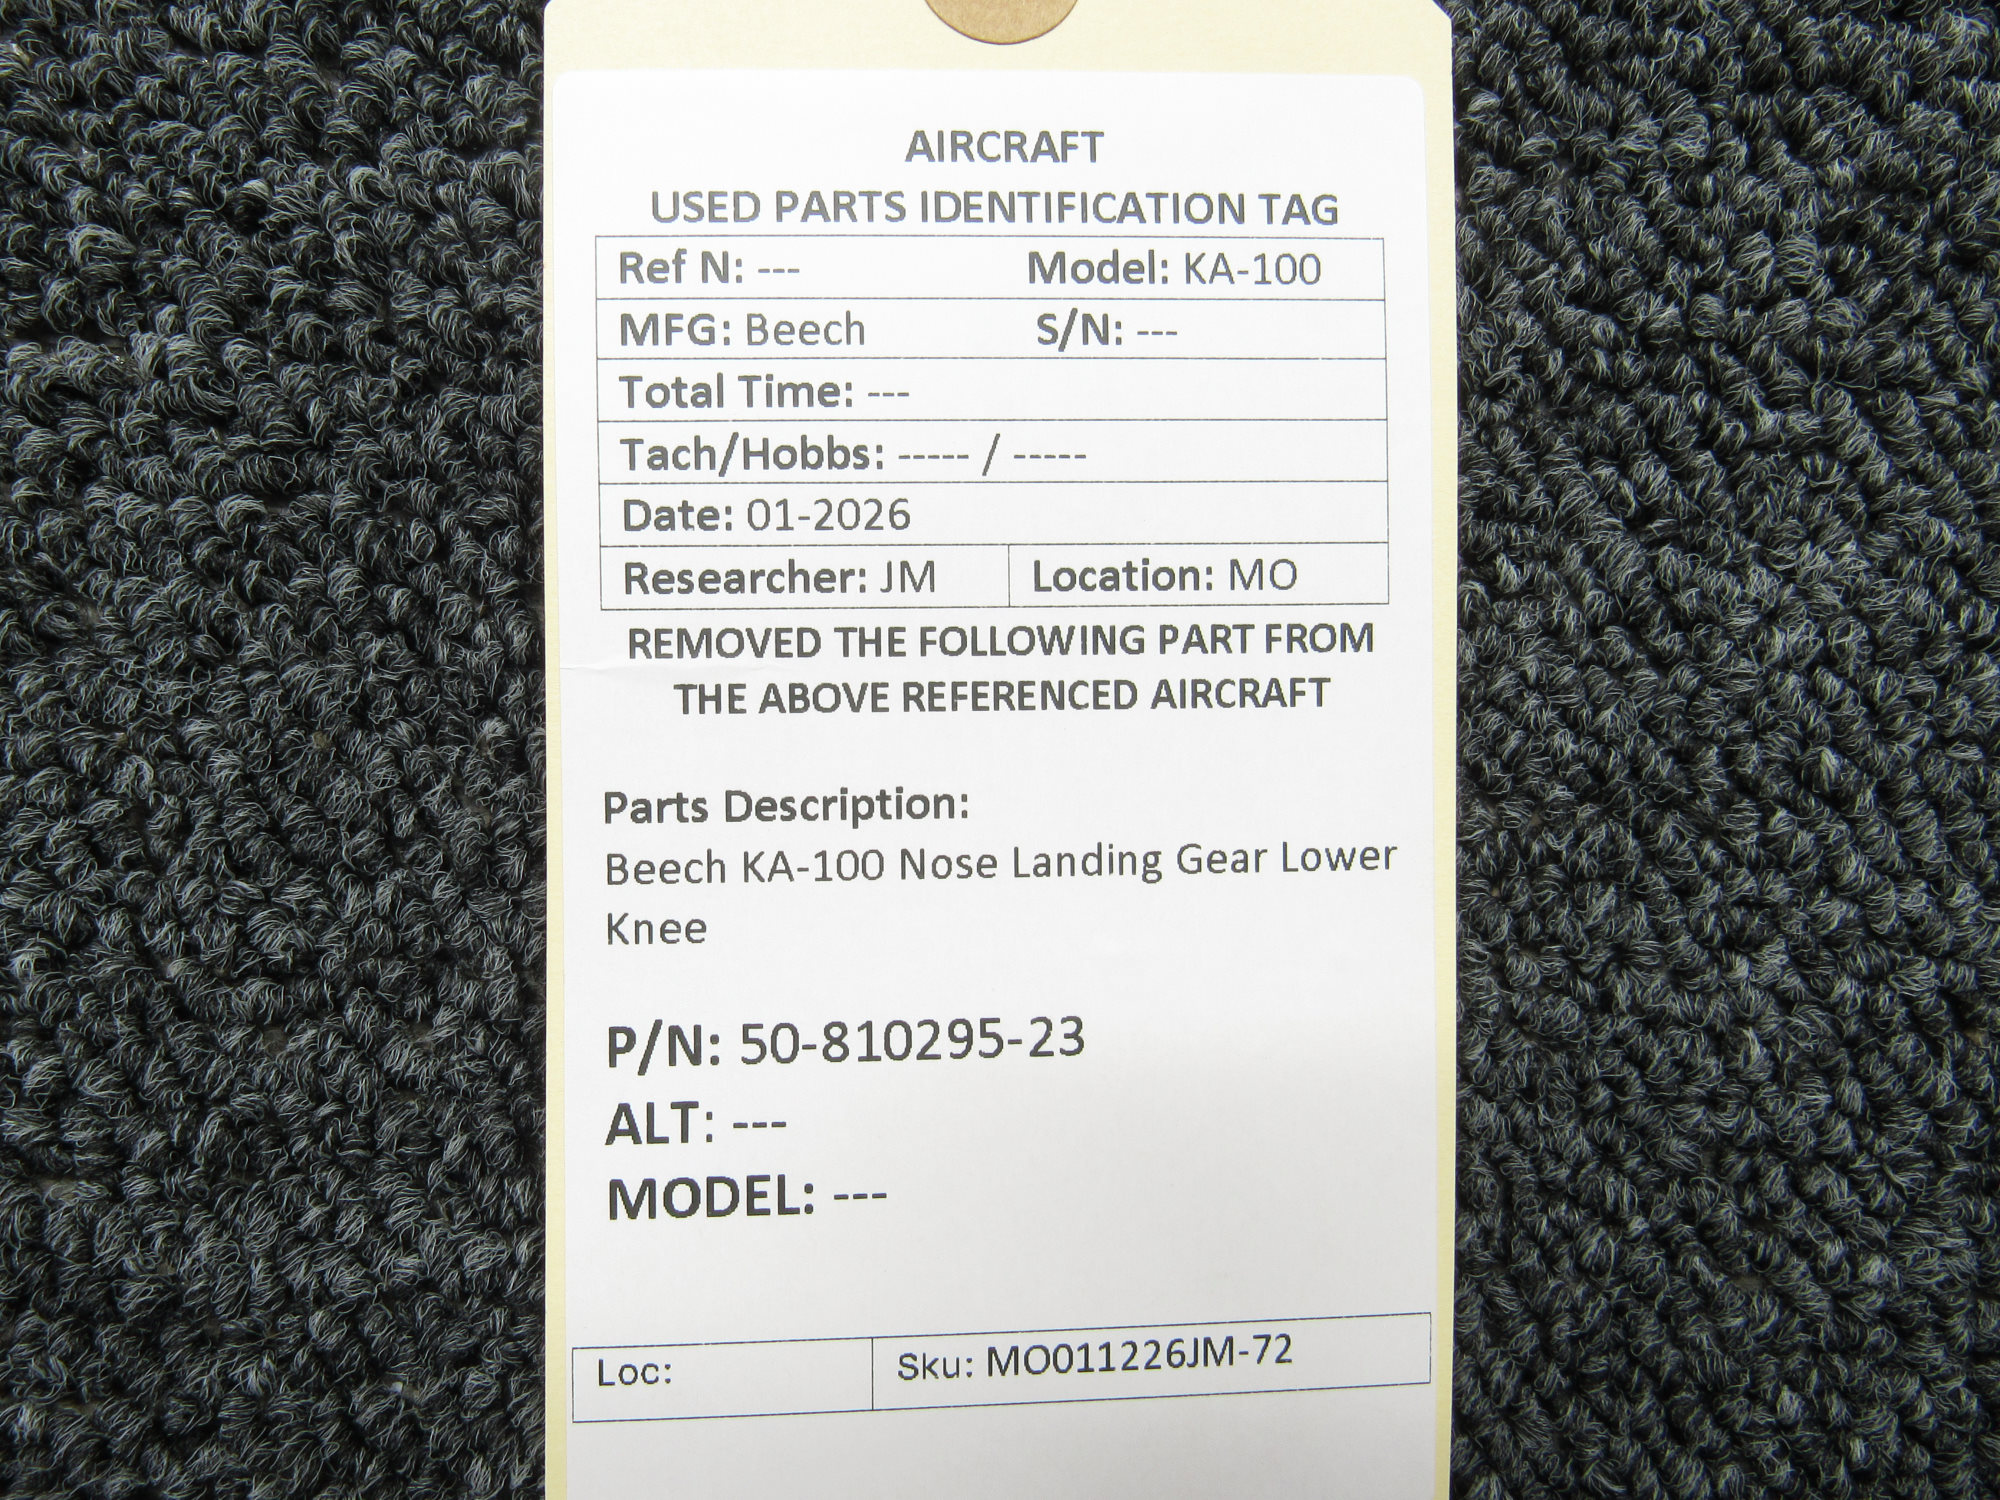 AIRCRAFT
USED PARTS IDENTIFICATION TAG
Ref N: --- Model: KA-100
MFG: Beech S/N: ---
Total Time: ---
Tach/Hobbs: ----- / -----
Date: 01-2026
Researcher: JM Location: MO
REMOVED THE FOLLOWING PART FROM
THE ABOVE REFERENCED AIRCRAFT
Parts Description:
Beech KA-100 Nose Landing Gear Lower
Knee
P/N: 50-810295-23
ALT: ---
MODEL: ---
Loc: Sku: MO011226JM-72